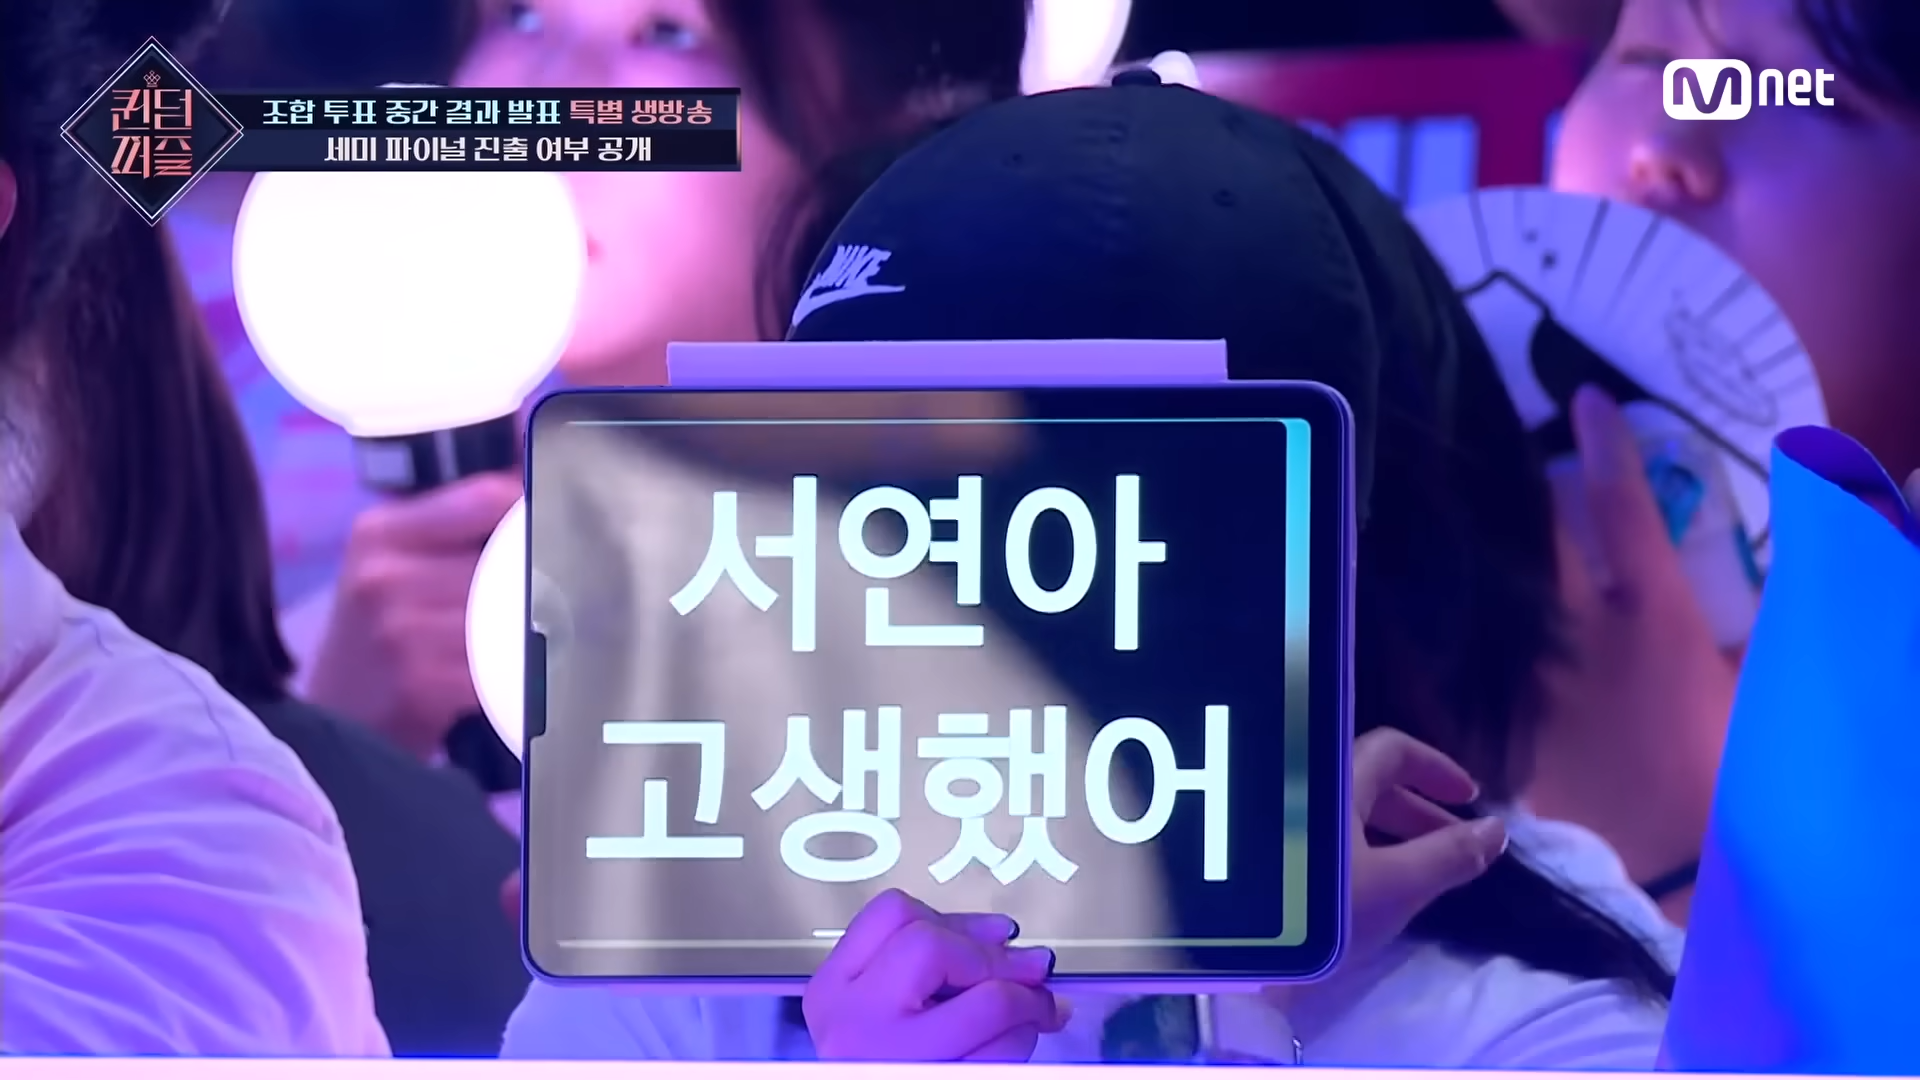 퀸덤
퍼즐
조합 투표 중간 결과 발표 특별 생방송
세미 파이널 진출 여부 공개
Mnet
NIKE
서연아
고생했어